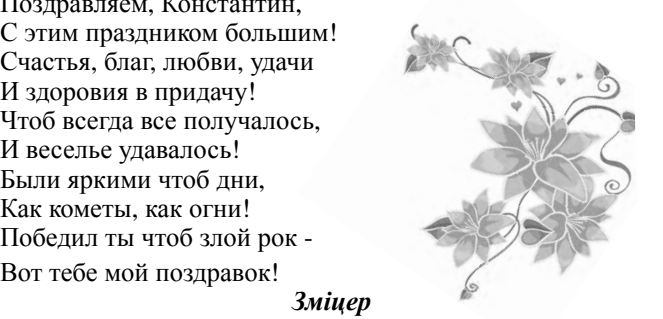 Поздравляем, Константин,
С этим праздником большим!
Счастья, благ, любви, удачи
И здоровия в придачу!
Чтоб всегда все получалось,
И веселье удавалось!
Были яркими чтоб дни,
Как кометы, как огни!
Победил ты чтоб злой рок -
Вот тебе мой поздравок!
Зміцер